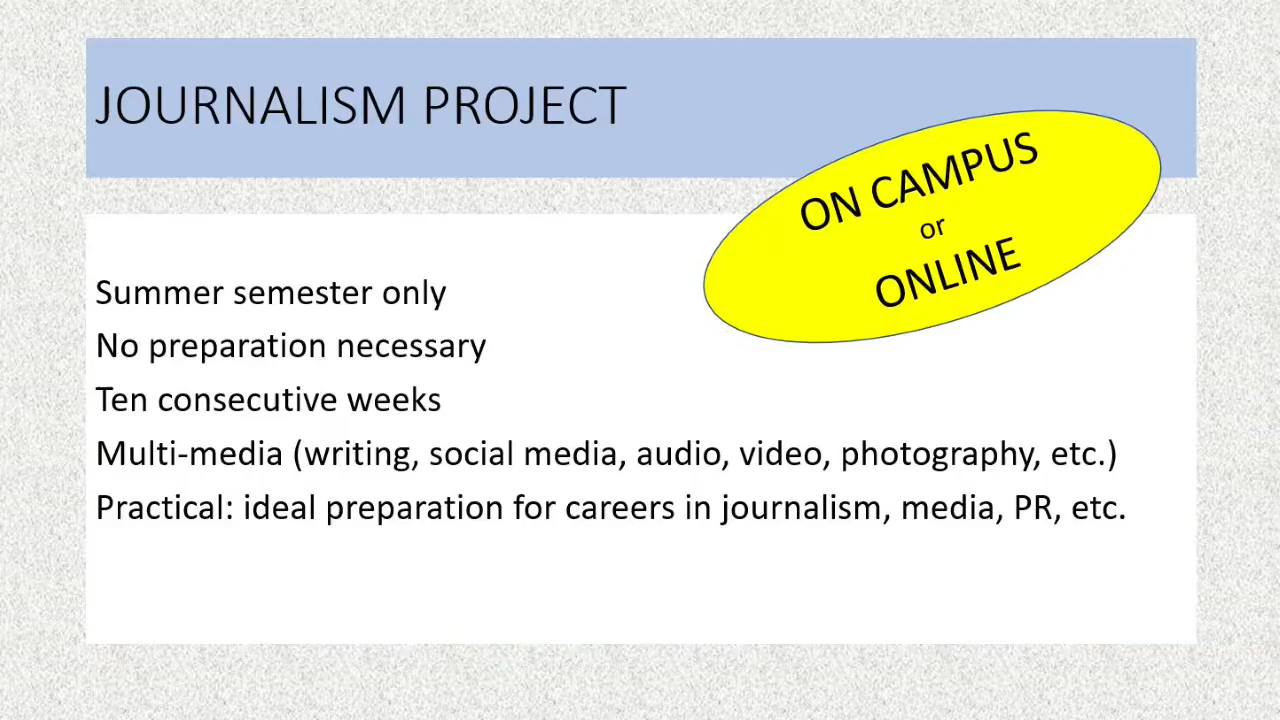 JOURNALISM PROJECT
ON CAMPUS
or
ONLINE
Summer semester only
No preparation necessary
Ten consecutive weeks
Multi-media (writing, social media, audio, video, photography, etc.)
Practical: ideal preparation for careers in journalism, media, PR, etc.